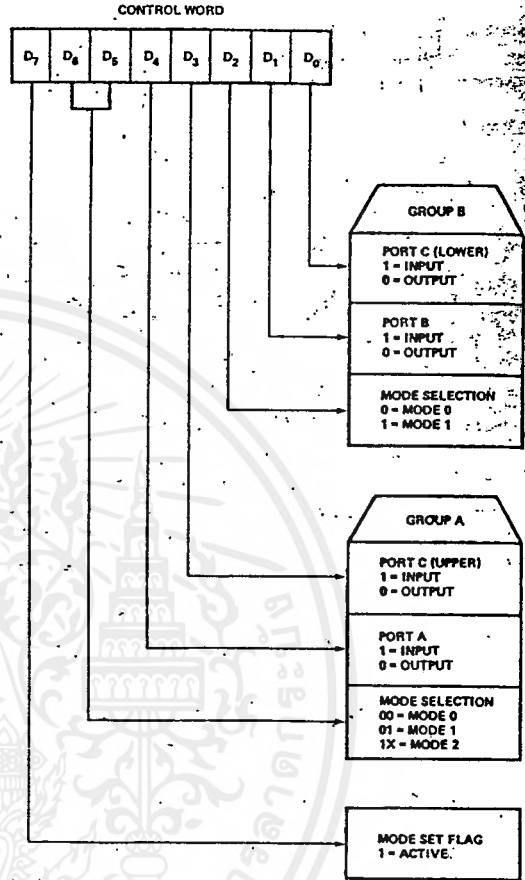 CONTROL WORD
D7 D6 D5 D4 D3 D2 D1 D0
GROUP B
PORT C (LOWER)
1 = INPUT
0 = OUTPUT
PORT B
1 = INPUT
0 = OUTPUT
MODE SELECTION
0 = MODE 0
1 = MODE 1
GROUP A
PORT C (UPPER)
1 = INPUT
0 = OUTPUT
PORT A
1 = INPUT
0 = OUTPUT
MODE SELECTION
00 = MODE 0
01 = MODE 1
1X = MODE 2
MODE SET FLAG
1 = ACTIVE